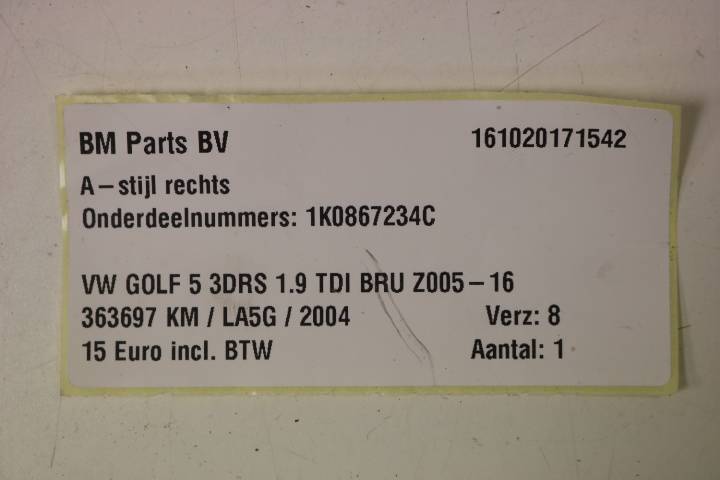 BM Parts BV 161020171542
A-stijl rechts
Onderdeelnummers: 1K0867234C
VW GOLF 5 3DRS 1.9 TDI BRU Z005-16
363697 KM / LA5G / 2004 Verz: 8
15 Euro incl. BTW Aantal: 1